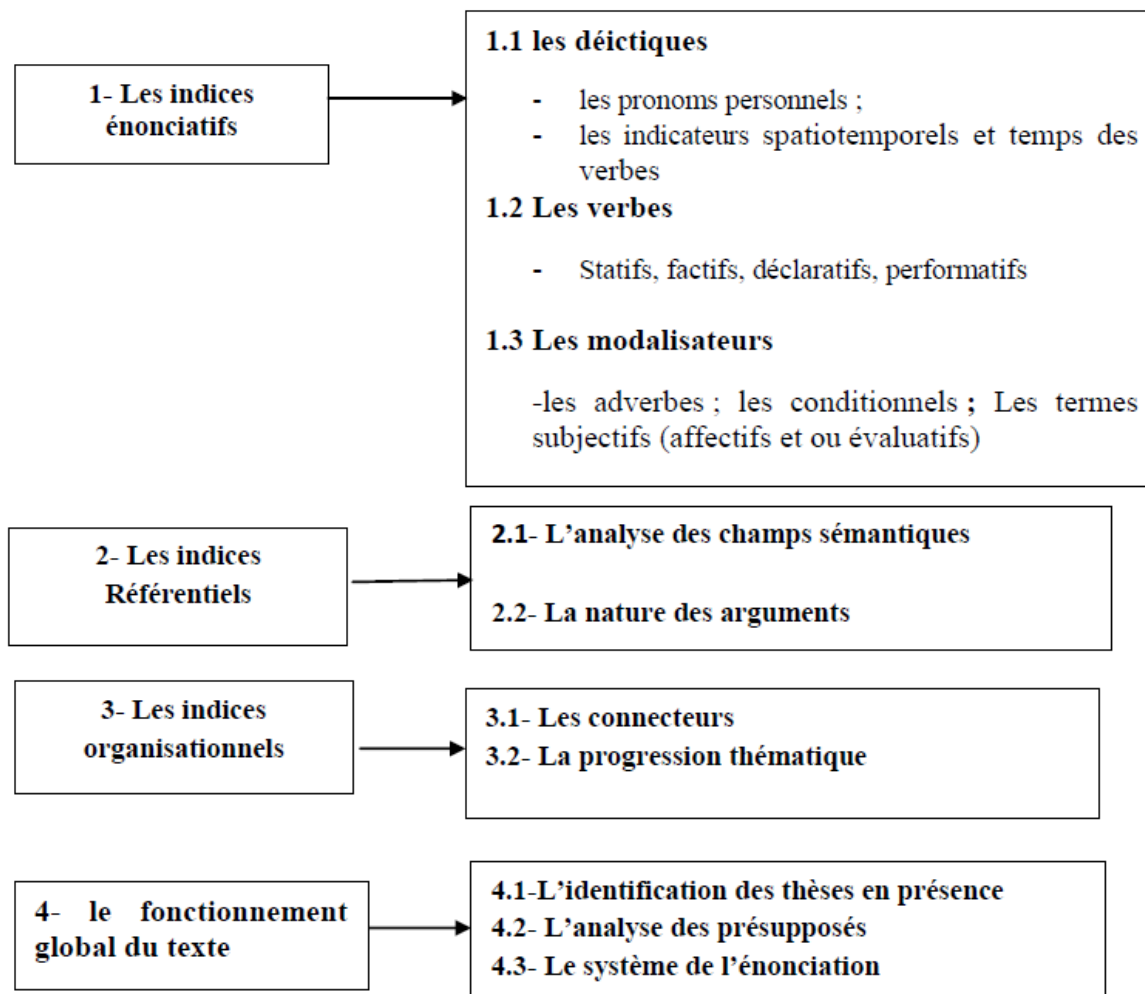 1- Les indices
énonciatifs
1.1 les déictiques
- les pronoms personnels ;
- les indicateurs spatiotemporels et temps des
verbes
1.2 Les verbes
- Statifs, factifs, déclaratifs, performatifs
1.3 Les modalisateurs
-les adverbes ; les conditionnels ; Les termes
subjectifs (affectifs et ou évaluatifs)
2- Les indices
Référentiels
2.1- L’analyse des champs sémantiques
2.2- La nature des arguments
3- Les indices
organisationnels
3.1- Les connecteurs
3.2- La progression thématique
4- le fonctionnement
global du texte
4.1-L’identification des thèses en présence
4.2- L’analyse des présupposés
4.3- Le système de l’énonciation